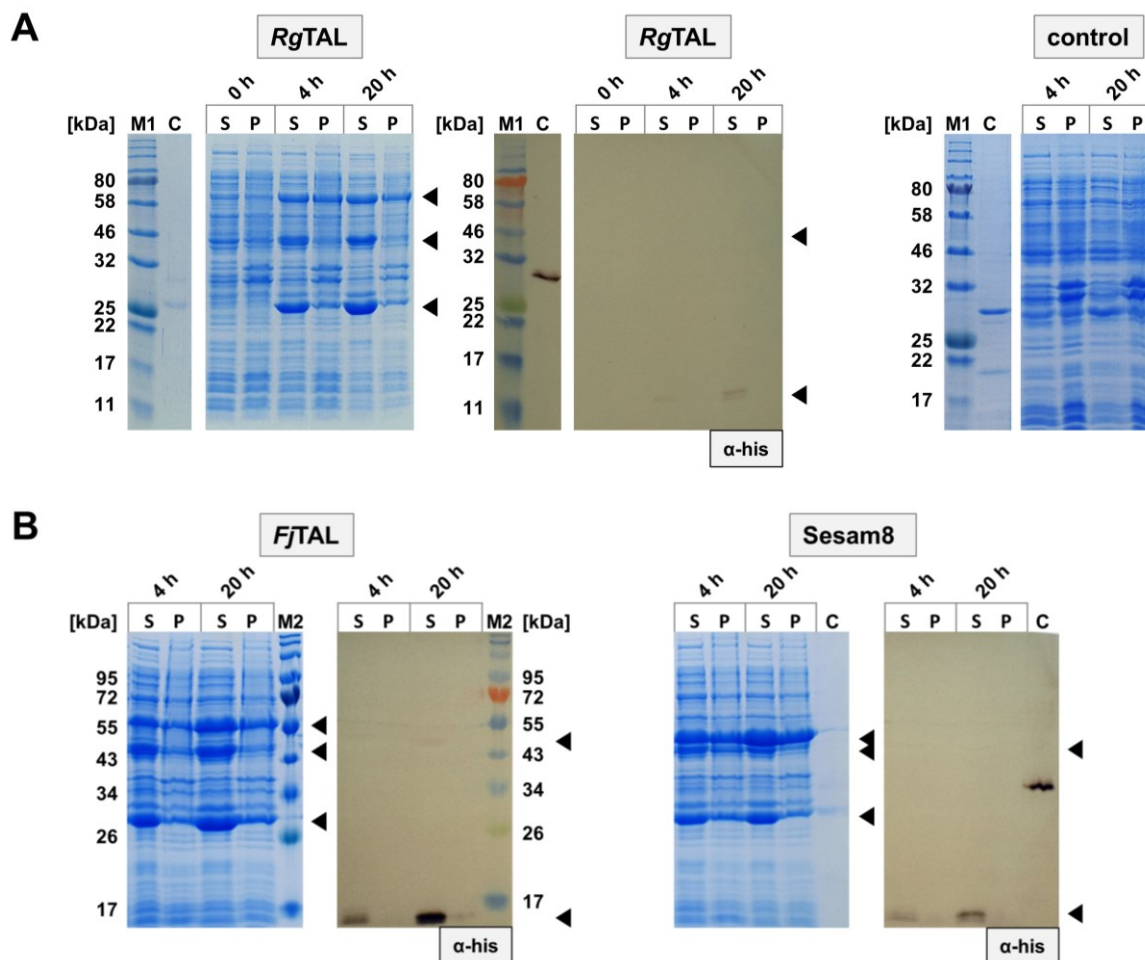 A
RgTAL RgTAL control
0 h 4 h 20 h 0 h 4 h 20 h 4 h 20 h
[kDa] M1 C S P S P S P [kDa] M1 C S P S P S P [kDa] M1 C S P S P
80 80 80
58 58 58
46 46 46
32 32 32
25 25 25
22 22 22
17 17 17
11 11
α-his
B
FjTAL Sesam8
4 h 20 h 4 h 20 h 4 h 20 h 4 h 20 h
[kDa] S P S P M2 S P S P M2 [kDa] S P S P C S P S P C
95 95
72 72
55 55
43 43
34 34
26 26
17 17
α-his α-his